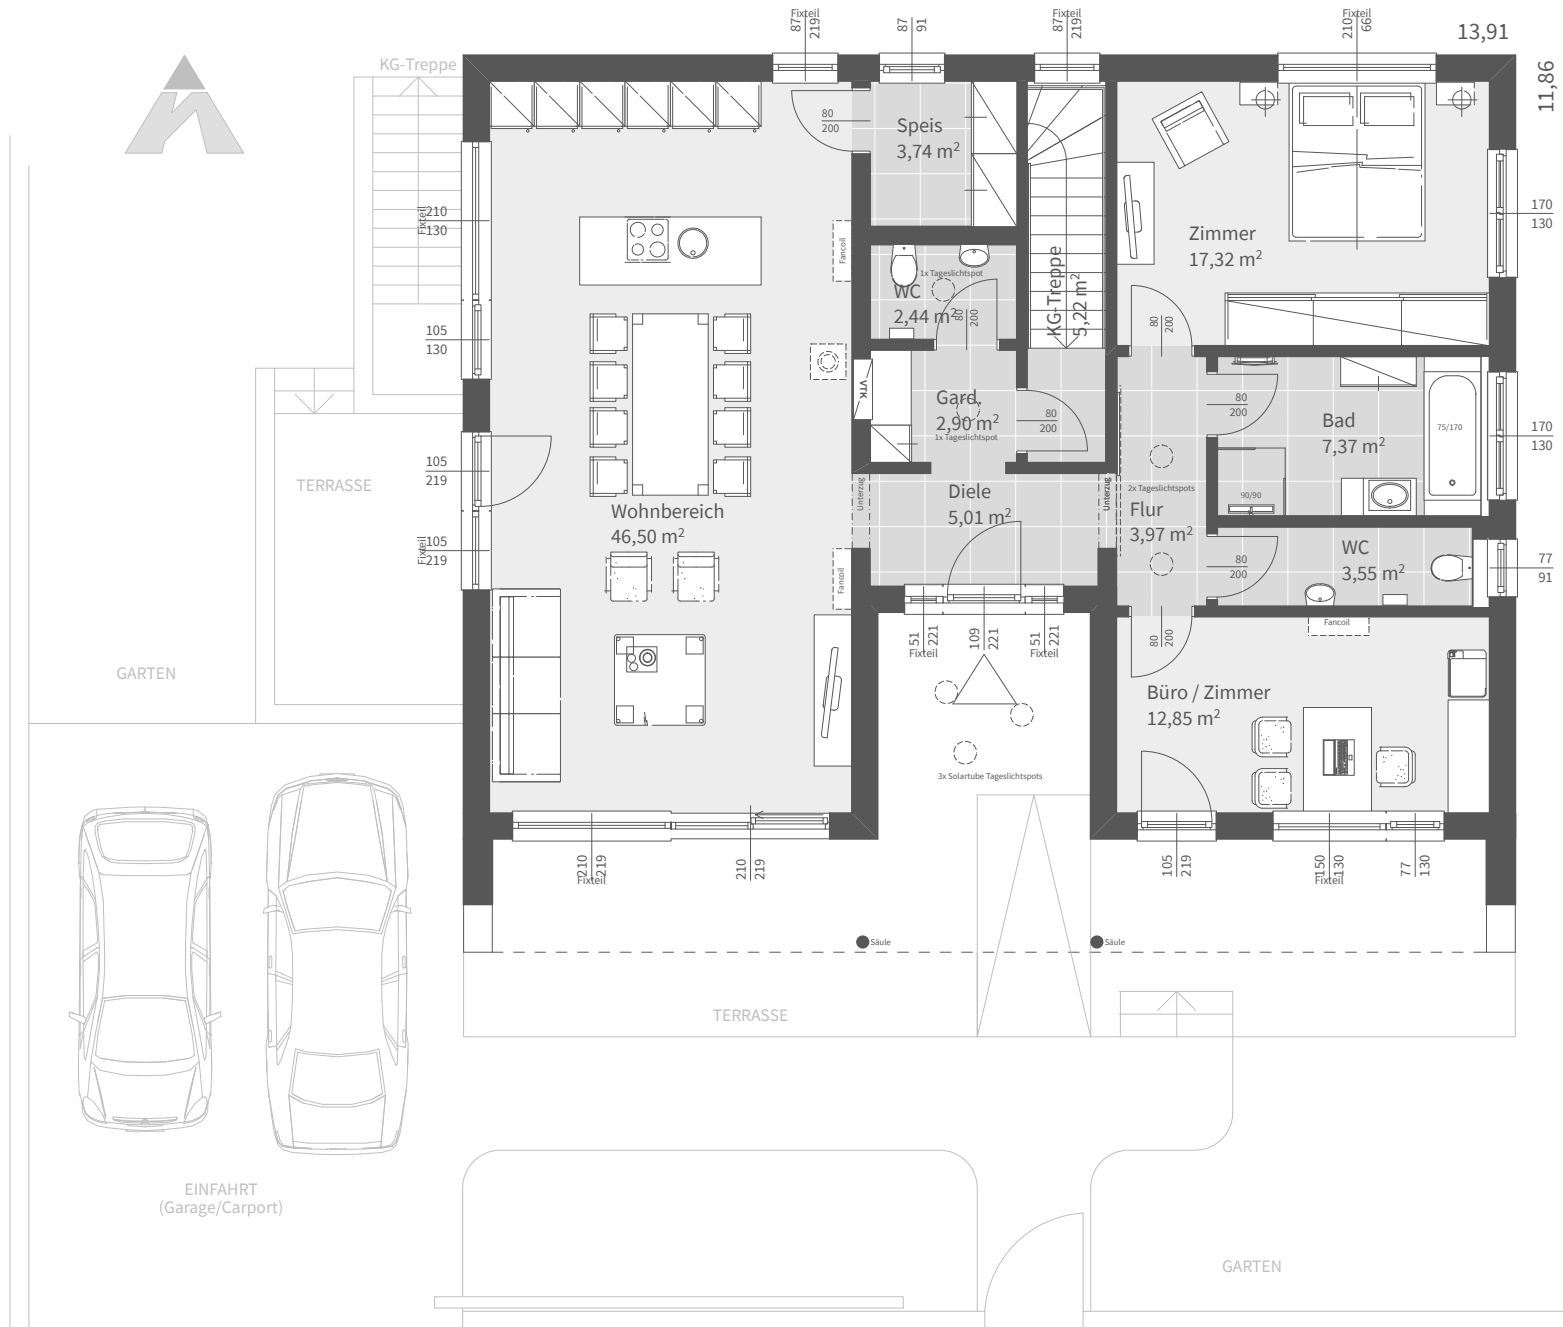 Fixteil
87
219
87
91
Fixteil
87
219
Fixteil
210
66
13,91
11,86
KG-Treppe
80
200
Speis
3,74 m²
210
130
Fixteil
170
130
Zimmer
17,32 m²
Fancoil
1x Tageslichtspot
WC
2,44 m²
80
200
KG-Treppe
5,22 m²
105
130
80
200
VTK
Gard.
2,90 m²
1x Tageslichtspot
80
200
80
200
Bad
7,37 m²
75/170
170
130
105
219
TERRASSE
Wohnbereich
46,50 m²
Unterzug
Diele
5,01 m²
Unterzug
2x Tageslichtspots
Flur
3,97 m²
90/90
105
219
Fixteil
Fancoil
80
200
WC
3,55 m²
77
91
51
221
Fixteil
109
221
51
221
Fixteil
80
200
Fancoil
GARTEN
Büro / Zimmer
12,85 m²
3x Solartube Tageslichtspots
210
219
Fixteil
210
219
105
219
150
130
Fixteil
77
130
Säule
Säule
TERRASSE
EINFAHRT
(Garage/Carport)
GARTEN